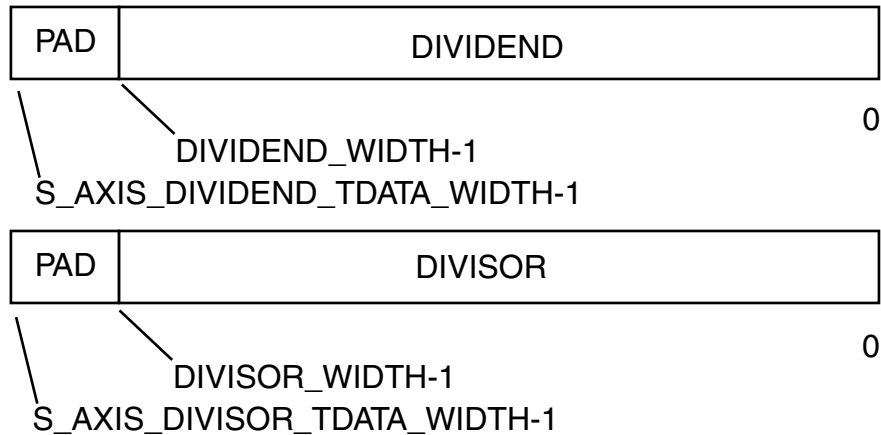 PAD DIVIDEND
0
DIVIDEND_WIDTH-1
S_AXIS_DIVIDEND_TDATA_WIDTH-1
PAD DIVISOR
0
DIVISOR_WIDTH-1
S_AXIS_DIVISOR_TDATA_WIDTH-1